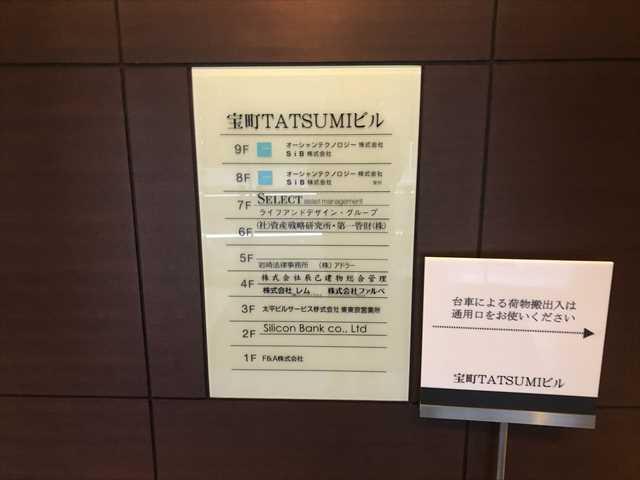 宝町TATSUMIビル
9F オーシャンテクノロジー 株式会社
SiB 株式会社
8F オーシャンテクノロジー 株式会社
SiB 株式会社
7F SELECT asset management
ライフアンドデザイン・グループ
6F (社)資産戦略研究所・第一管財(株)
5F
岩崎法律事務所 (株)アドラー
4F 株式会社辰己建物総合管理
株式会社レム 株式会社ファルベ
3F 太平ビルサービス株式会社 東東京営業所
2F Silicon Bank co., Ltd
1F F&A株式会社
台車による荷物搬出入は
通用口をお使いください
宝町TATSUMIビル